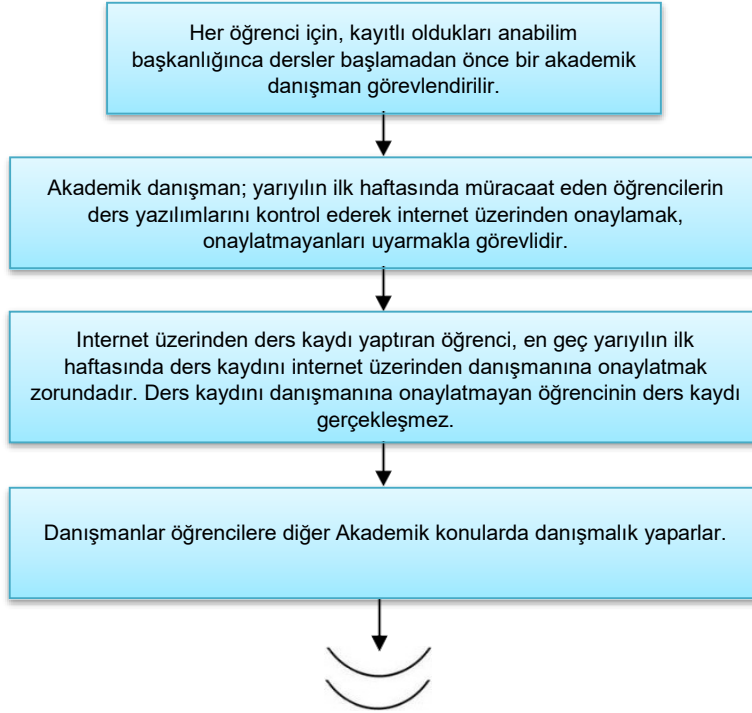 Her öğrenci için, kayıtlı oldukları anabilim
başkanlığınca dersler başlamadan önce bir akademik
danışman görevlendirilir.
Akademik danışman; yarıyılın ilk haftasında müracaat eden öğrencilerin
ders yazılımlarını kontrol ederek internet üzerinden onaylamak,
onaylatmayanları uyarmakla görevlidir.
Internet üzerinden ders kaydı yaptıran öğrenci, en geç yarıyılın ilk
haftasında ders kaydını internet üzerinden danışmanına onaylatmak
zorundadır. Ders kaydını danışmanına onaylatmayan öğrencinin ders kaydı
gerçekleşmez.
Danışmanlar öğrencilere diğer Akademik konularda danışmalık yaparlar.